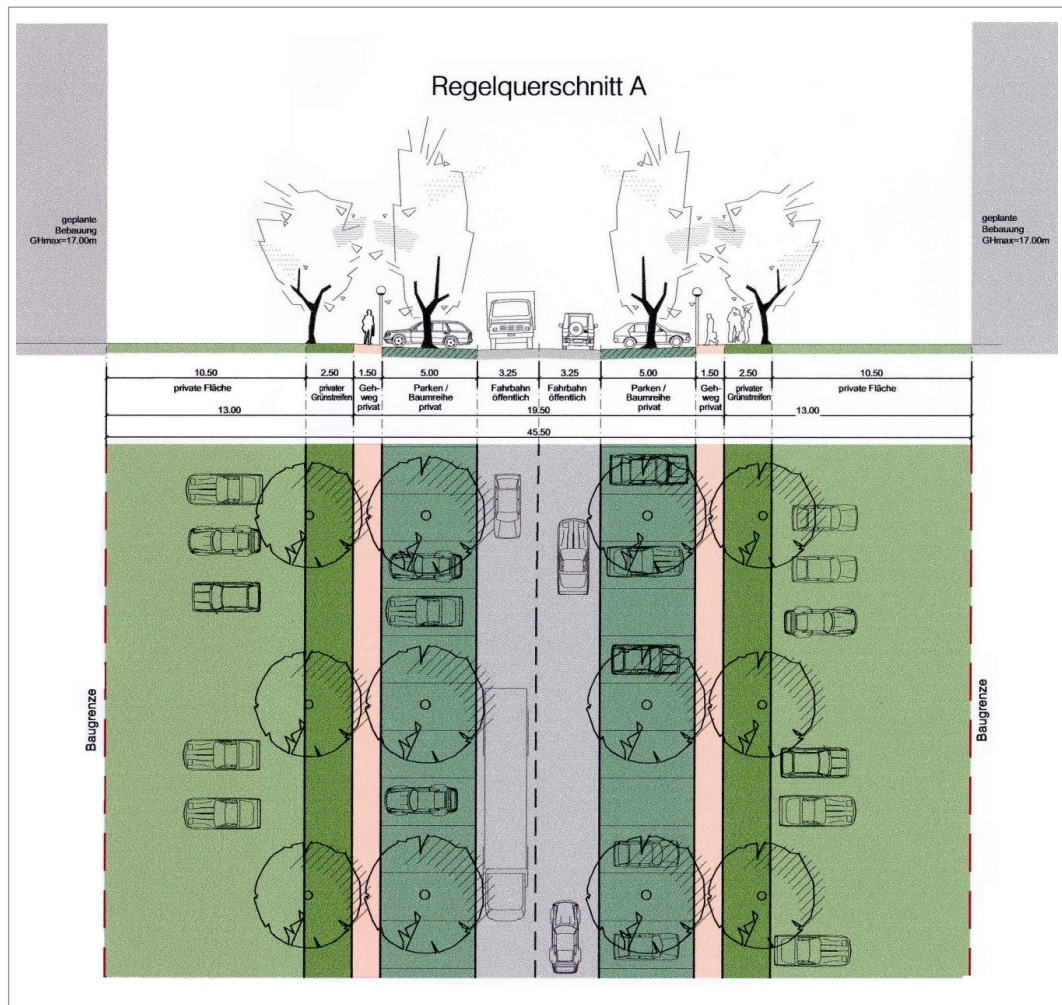 Regelquerschnitt A
geplante
Bebauung
GHmax=17.00m
geplante
Bebauung
GHmax=17.00m
10.50
2.50
1.50
5.00
3.25
3.25
5.00
1.50
2.50
10.50
private Fläche
privater
Grünstreifen
Geh-
weg
privat
Parken /
Baumreihe
privat
Fahrbahn
öffentlich
Fahrbahn
öffentlich
Parken /
Baumreihe
privat
Geh-
weg
privat
privater
Grünstreifen
private Fläche
13.00
19.50
13.00
45.50
Baugrenze
Baugrenze